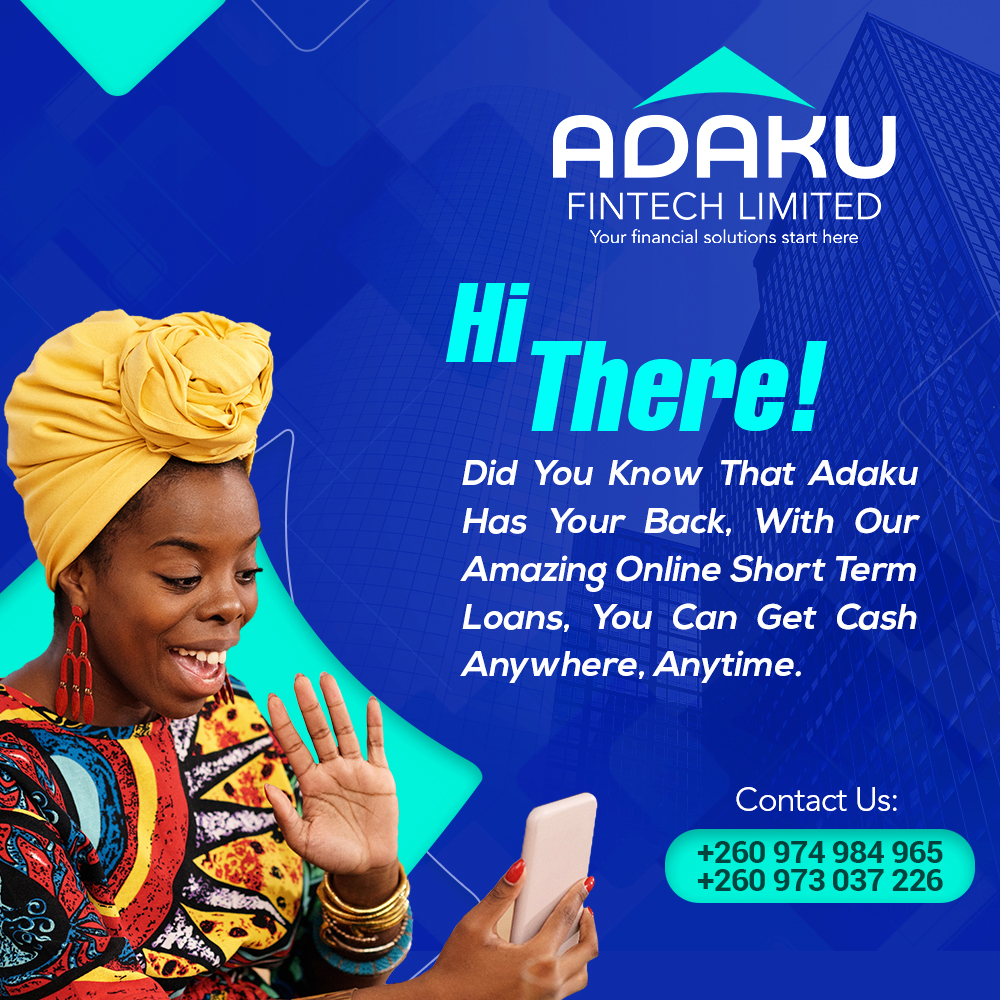 ADAKU
FINTECH LIMITED
Your financial solutions start here
Hi
There!
Did You Know That Adaku
Has Your Back, With Our
Amazing Online Short Term
Loans, You Can Get Cash
Anywhere, Anytime.
Contact Us:
+260 974 984 965
+260 973 037 226